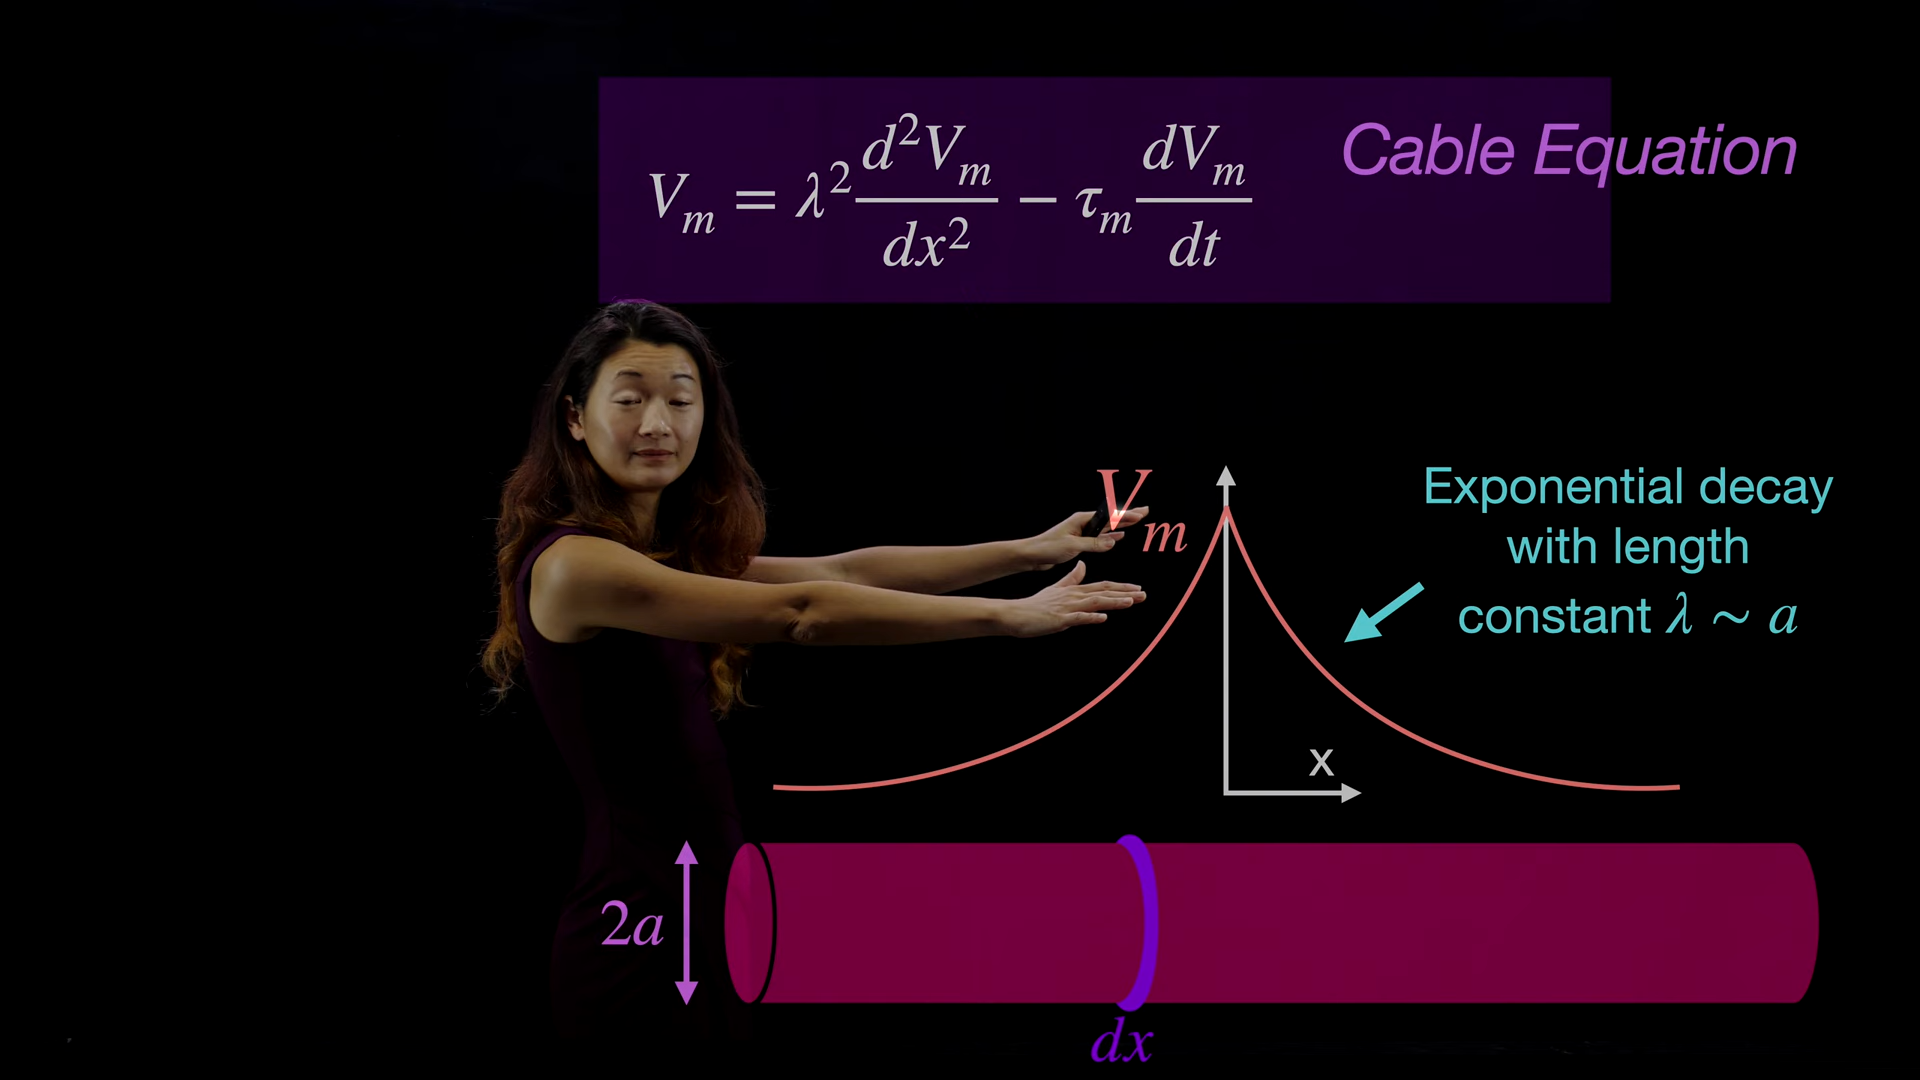 Cable Equation
V_m = λ² d²V_m/dx² − τ_m dV_m/dt
V_m
Exponential decay
with length
constant λ ~ a
x
2a
dx